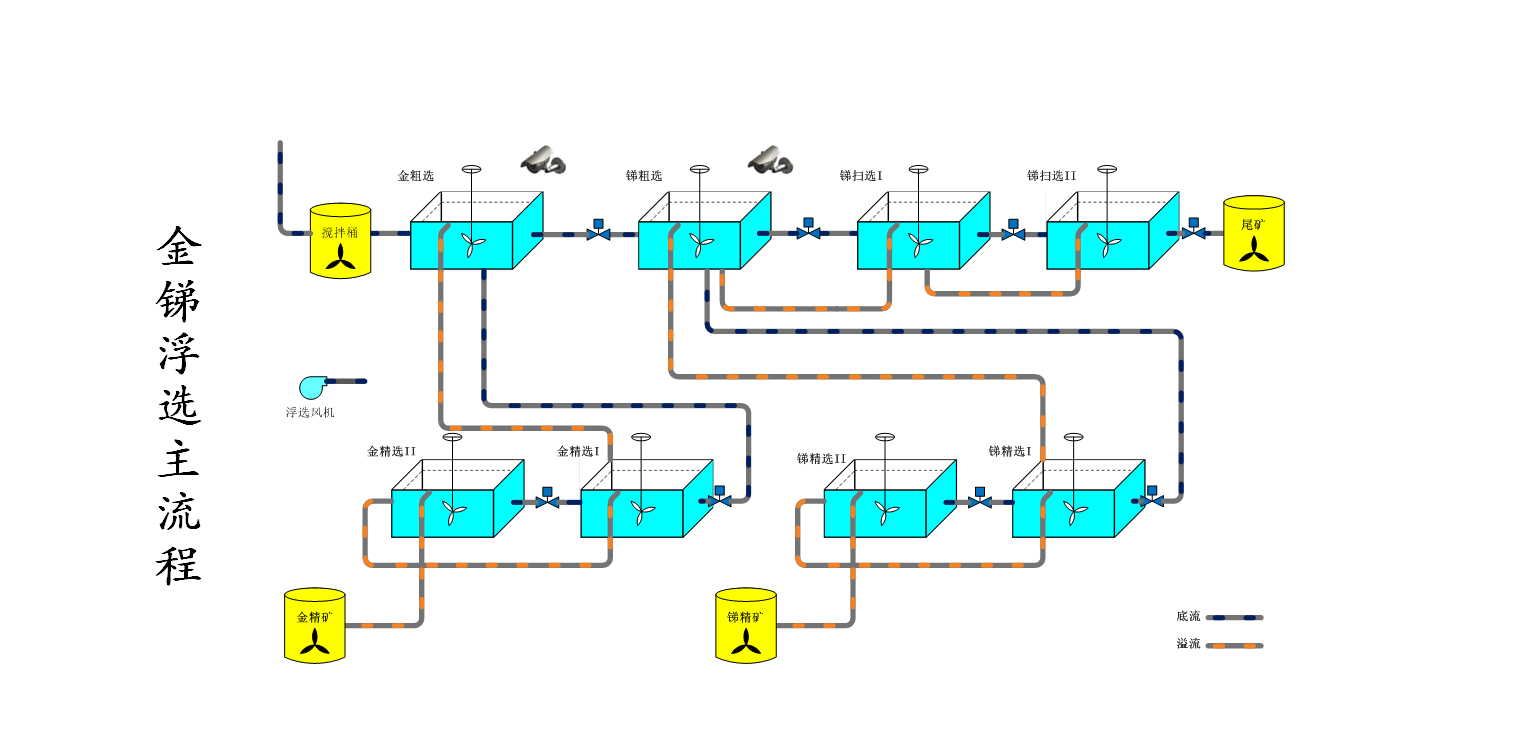 金锑浮选主流程
金粗选
锑粗选
锑扫选I
锑扫选II
搅拌桶
尾矿
浮选风机
金精选II
金精选I
锑精选II
锑精选I
金精矿
锑精矿
底流
溢流